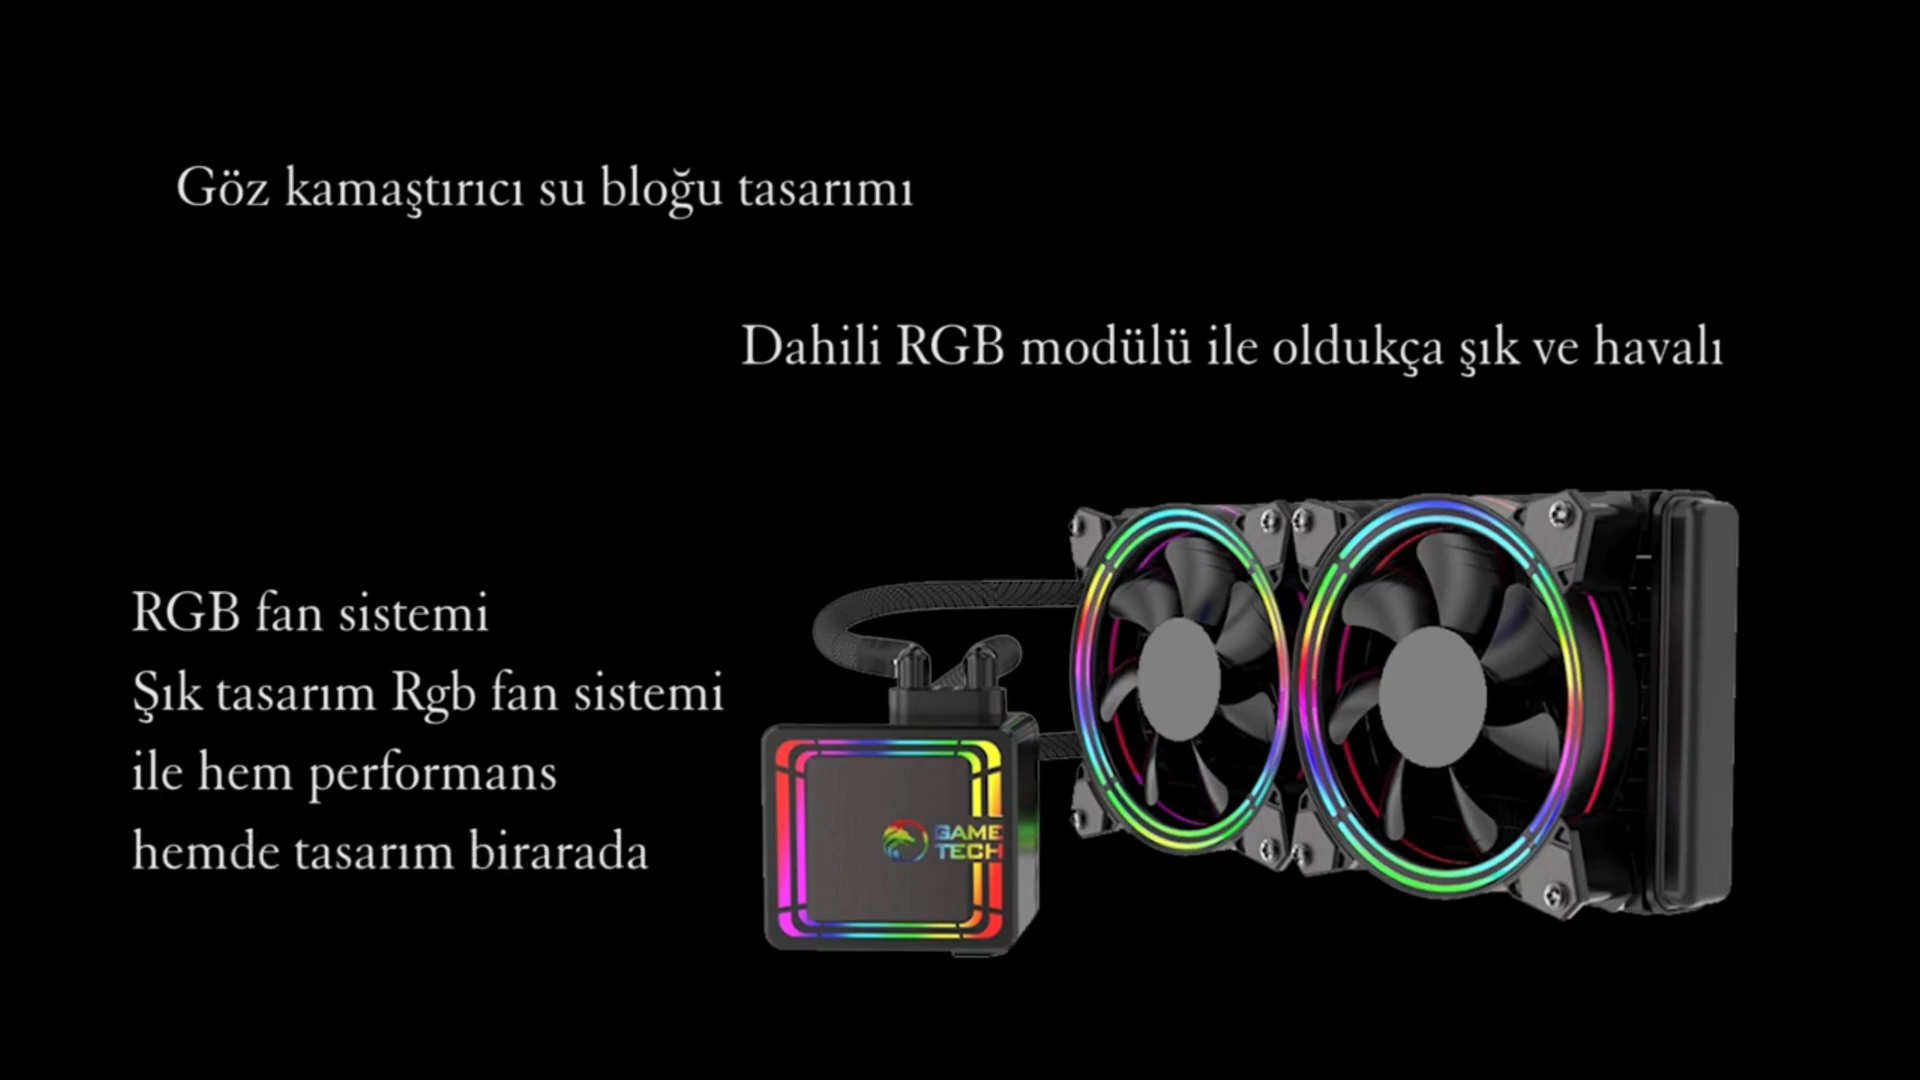 Göz kamaştırıcı su bloğu tasarımı
Dahili RGB modülü ile oldukça şık ve havalı
RGB fan sistemi
Şık tasarım Rgb fan sistemi
ile hem performans
hemde tasarım birarada
GAME
TECH